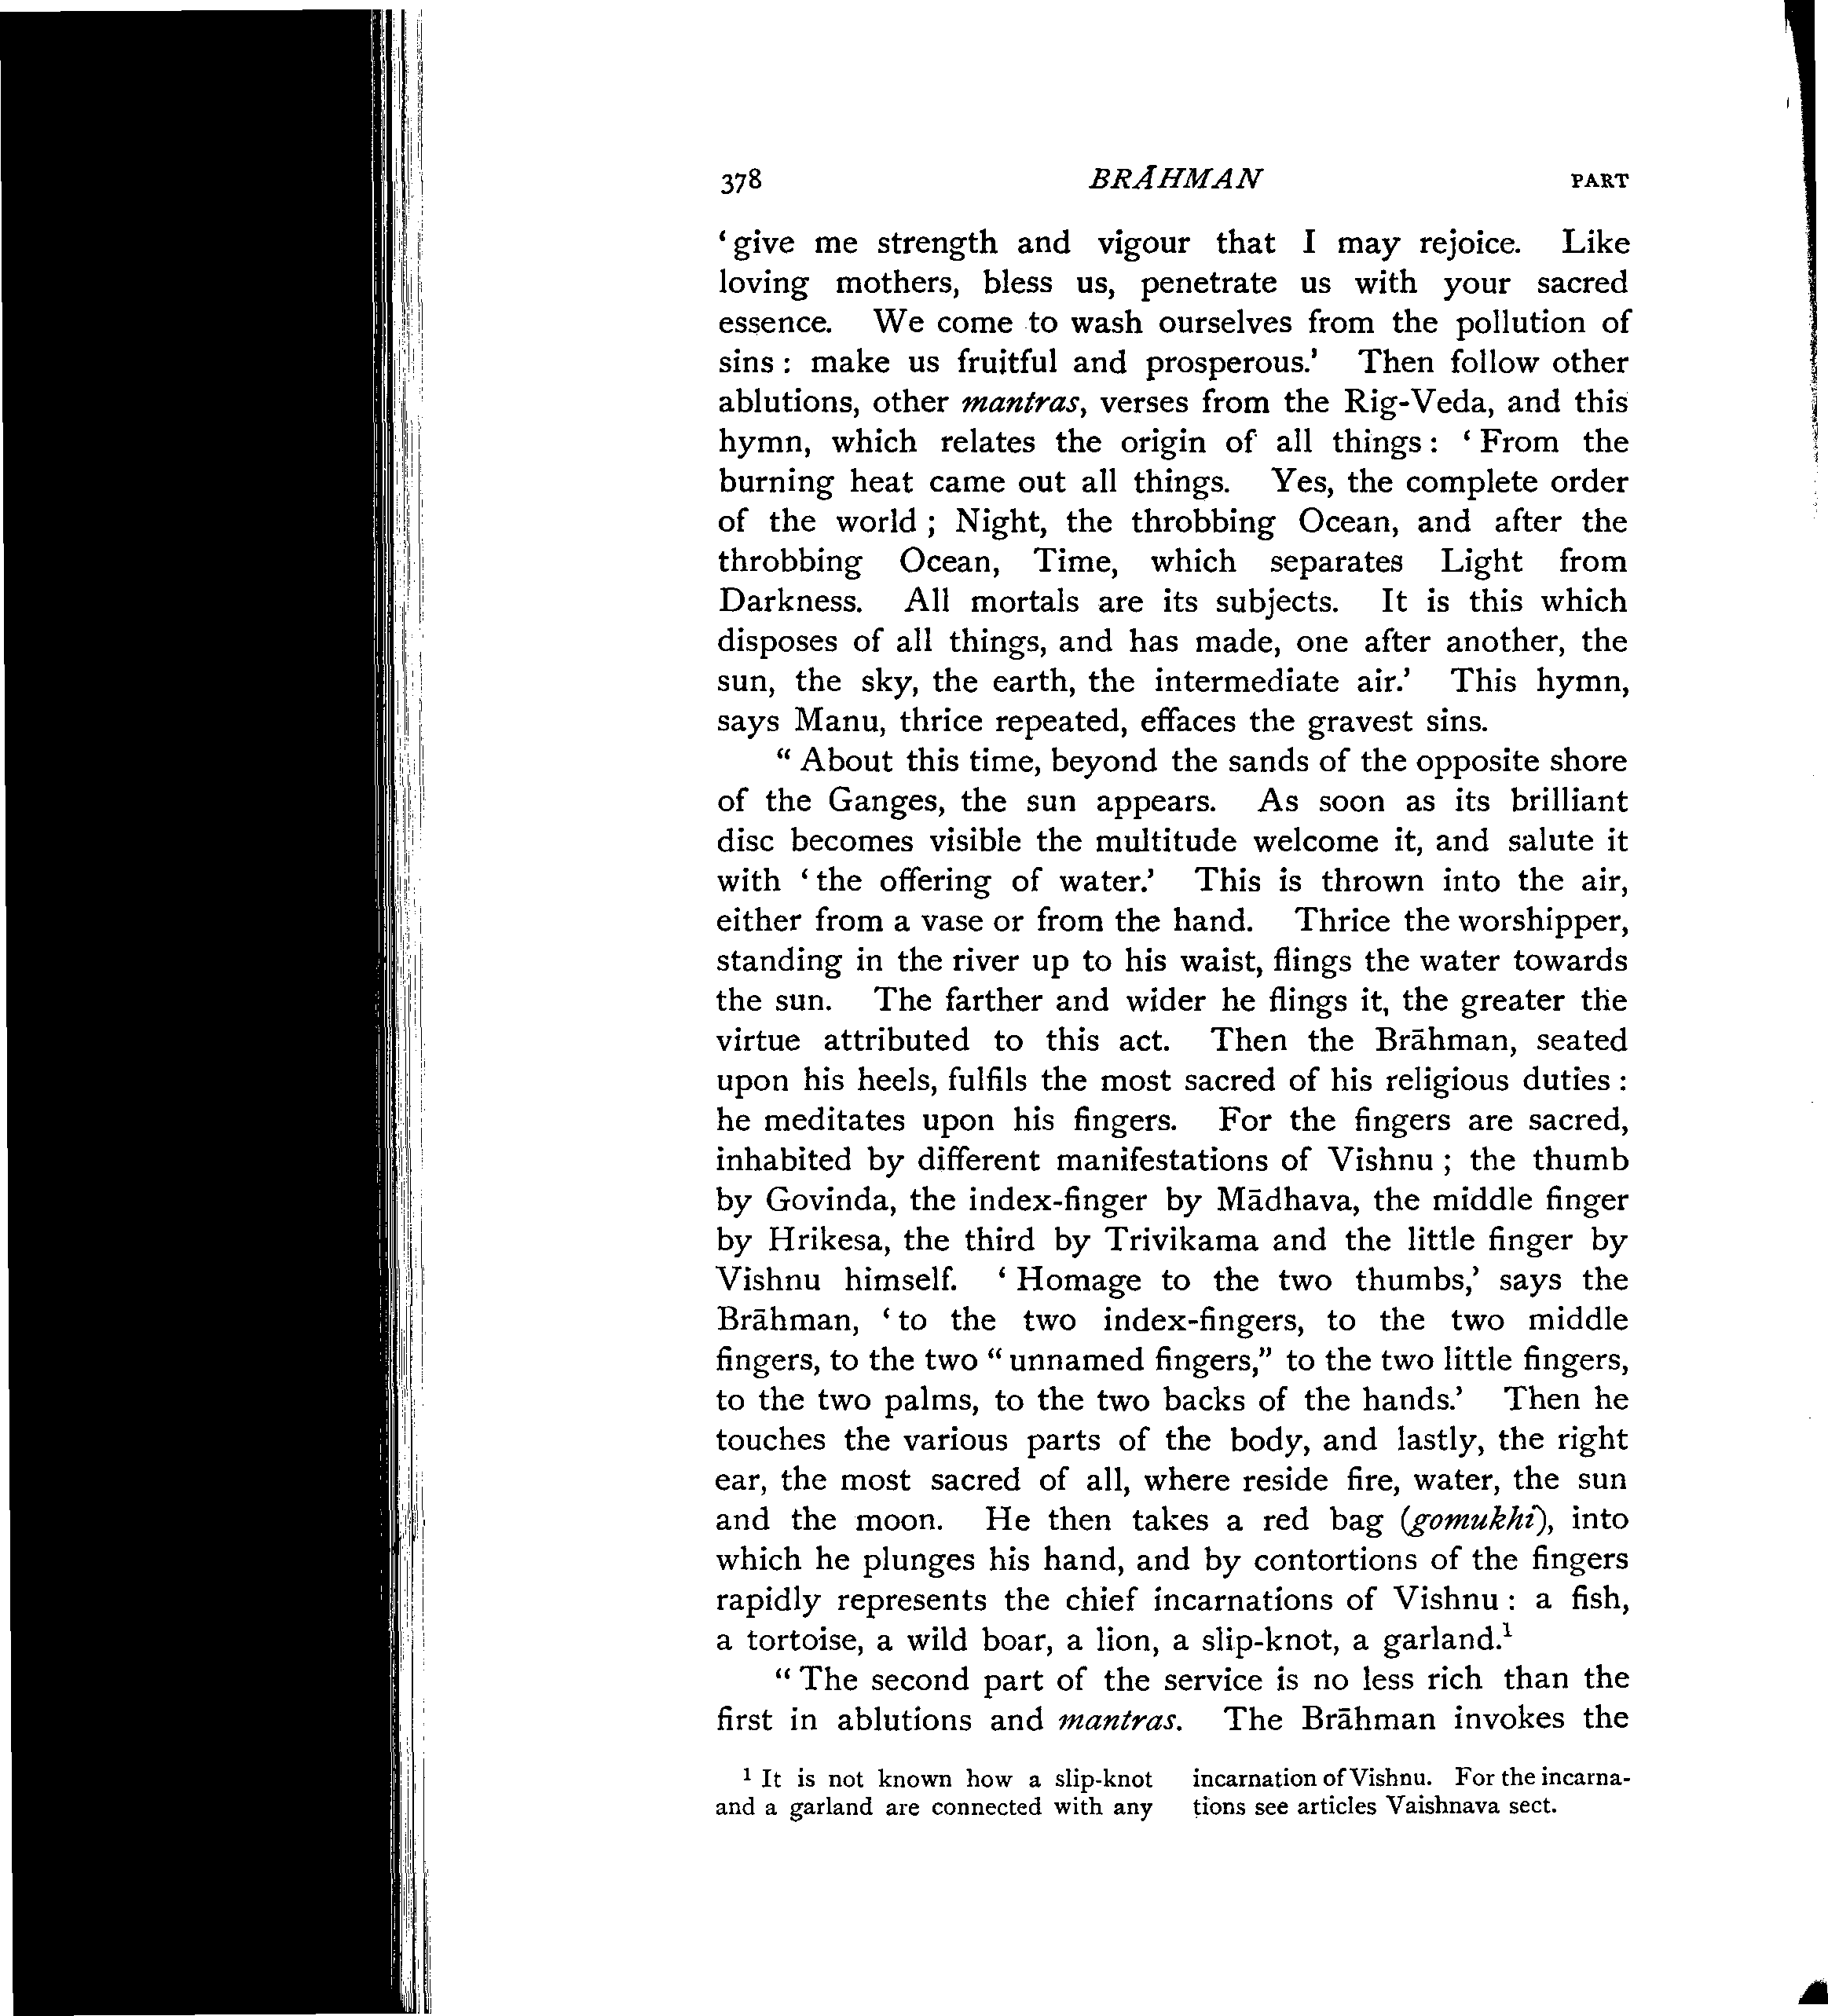 378 BRĀHMAN PART
‘give me strength and vigour that I may rejoice. Like
loving mothers, bless us, penetrate us with your sacred
essence. We come to wash ourselves from the pollution of
sins : make us fruitful and prosperous.’ Then follow other
ablutions, other mantras, verses from the Rig-Veda, and this
hymn, which relates the origin of all things : ‘From the
burning heat came out all things. Yes, the complete order
of the world ; Night, the throbbing Ocean, and after the
throbbing Ocean, Time, which separates Light from
Darkness. All mortals are its subjects. It is this which
disposes of all things, and has made, one after another, the
sun, the sky, the earth, the intermediate air.’ This hymn,
says Manu, thrice repeated, effaces the gravest sins.
“About this time, beyond the sands of the opposite shore
of the Ganges, the sun appears. As soon as its brilliant
disc becomes visible the multitude welcome it, and salute it
with ‘the offering of water.’ This is thrown into the air,
either from a vase or from the hand. Thrice the worshipper,
standing in the river up to his waist, flings the water towards
the sun. The farther and wider he flings it, the greater the
virtue attributed to this act. Then the Brāhman, seated
upon his heels, fulfils the most sacred of his religious duties :
he meditates upon his fingers. For the fingers are sacred,
inhabited by different manifestations of Vishnu ; the thumb
by Govinda, the index-finger by Mādhava, the middle finger
by Hrikesa, the third by Trivikama and the little finger by
Vishnu himself. ‘Homage to the two thumbs,’ says the
Brāhman, ‘to the two index-fingers, to the two middle
fingers, to the two “unnamed fingers,” to the two little fingers,
to the two palms, to the two backs of the hands.’ Then he
touches the various parts of the body, and lastly, the right
ear, the most sacred of all, where reside fire, water, the sun
and the moon. He then takes a red bag (gomukhi), into
which he plunges his hand, and by contortions of the fingers
rapidly represents the chief incarnations of Vishnu : a fish,
a tortoise, a wild boar, a lion, a slip-knot, a garland.¹
“The second part of the service is no less rich than the
first in ablutions and mantras. The Brāhman invokes the
¹ It is not known how a slip-knot
and a garland are connected with any
incarnation of Vishnu. For the incarna-
tions see articles Vaishnava sect.